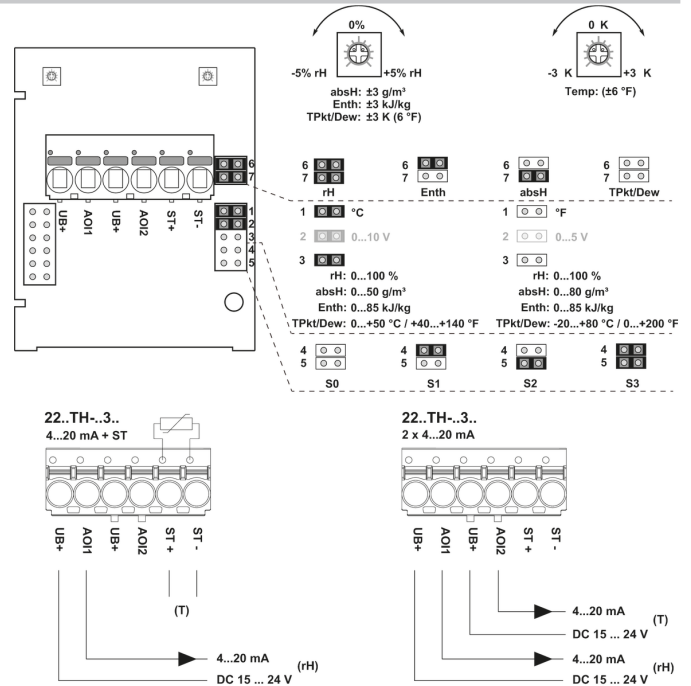 0%
-5% rH
+5% rH
absH: ±3 g/m³
Enth: ±3 kJ/kg
TPkt/Dew: ±3 K (6 °F)
0 K
-3 K
+3 K
Temp: (±6 °F)
6
7
UB+
AOI1
UB+
AOI2
ST+
ST-
1
2
3
4
5
6
7
rH
6
7
Enth
6
7
absH
6
7
TPkt/Dew
1 °C
2 0...10 V
3
rH: 0...100 %
absH: 0...50 g/m³
Enth: 0...85 kJ/kg
TPkt/Dew: 0...+50 °C / +40...+140 °F
1 °F
2 0...5 V
3
rH: 0...100 %
absH: 0...80 g/m³
Enth: 0...85 kJ/kg
TPkt/Dew: -20...+80 °C / 0...+200 °F
4
5
S0
4
5
S1
4
5
S2
4
5
S3
22..TH-..3..
4...20 mA + ST
UB+
AOI1
UB+
AOI2
ST +
ST -
(T)
4...20 mA
(rH)
DC 15 ... 24 V
22..TH-..3..
2 x 4...20 mA
UB+
AOI1
UB+
AOI2
ST +
ST -
4...20 mA
(T)
DC 15 ... 24 V
4...20 mA
(rH)
DC 15 ... 24 V